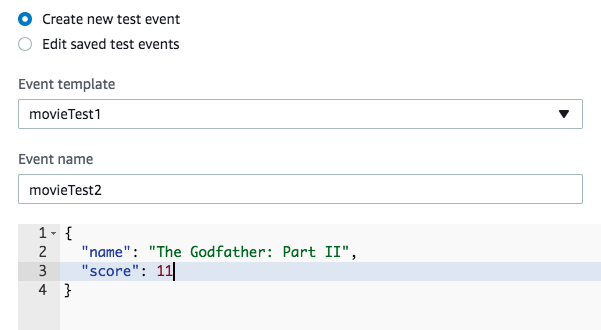 Create new test event
Edit saved test events
Event template
movieTest1
Event name
movieTest2
1 {
2 "name": "The Godfather: Part II",
3 "score": 11
4 }